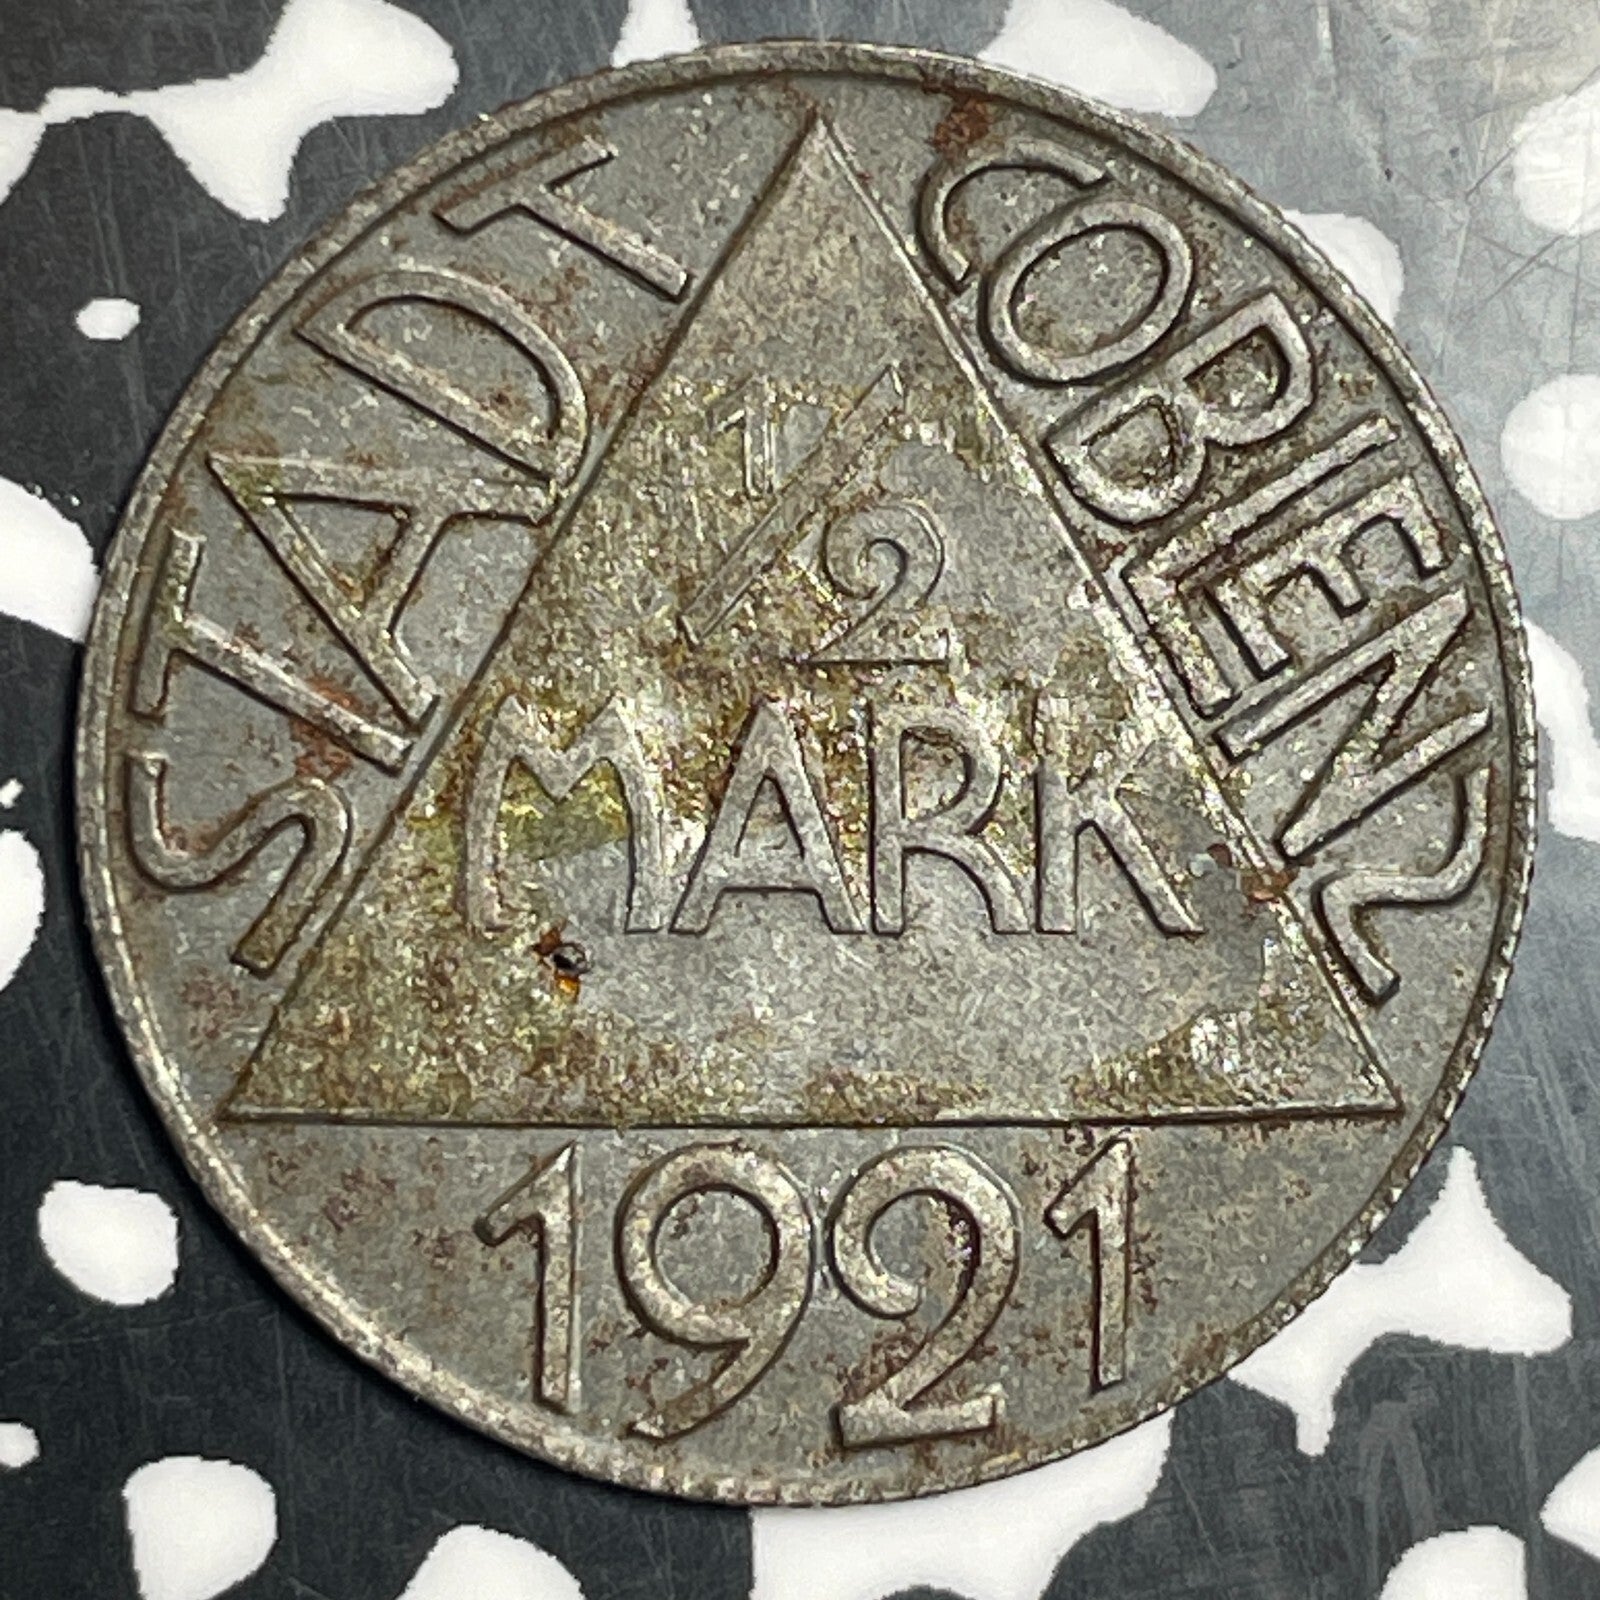 STADT COBLENZ
1/2
MARK
1921